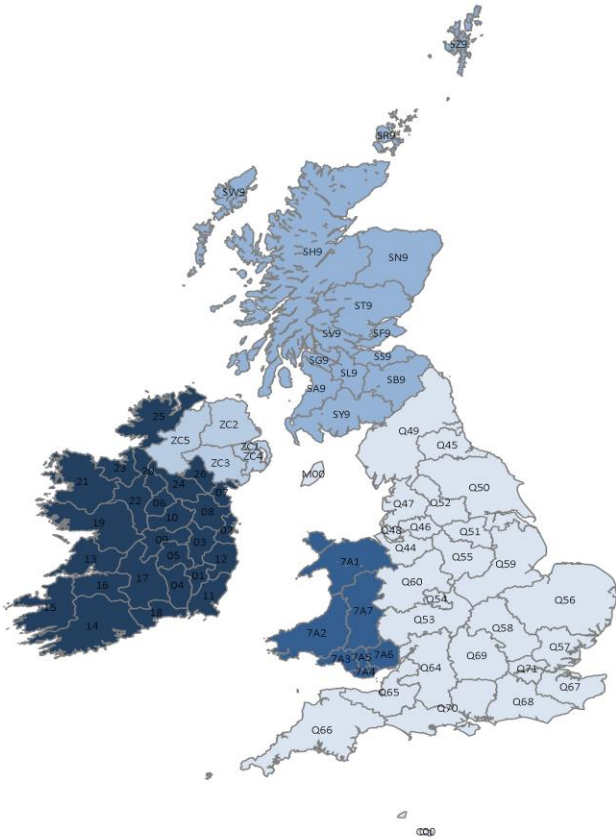 SZ9
SR9
SW9
SH9
SN9
ST9
SV9
SF9
SG9
SS9
SL9
SA9
SB9
SY9
25
ZC2
ZC5
ZC1
ZC4
ZC3
M00
Q49
Q45
23
20
26
21
24
07
22
06
08
10
19
02
09
03
13
05
12
17
01
16
04
11
15
18
14
Q50
Q47
Q52
Q48
Q46
Q51
Q44
Q55
Q59
7A1
Q60
Q54
Q56
7A7
Q53
Q58
7A2
Q57
7A3
7A5
7A6
7A4
Q64
Q69
Q71
Q67
Q65
Q70
Q68
Q66